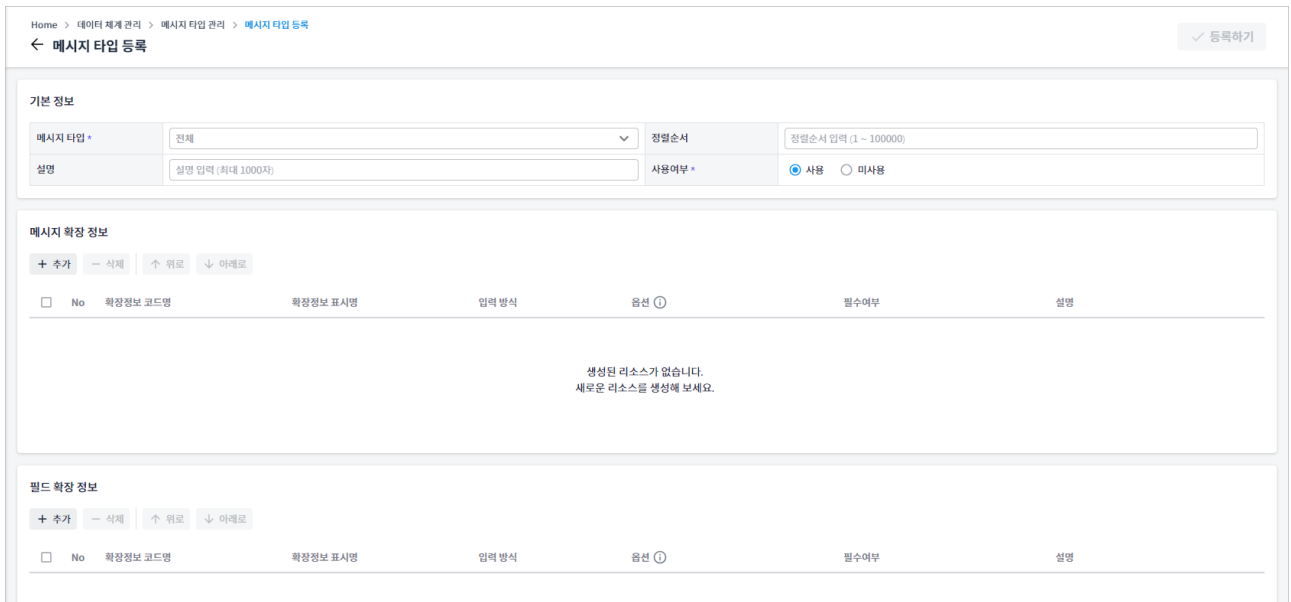 Home > 데이터 체계 관리 > 메시지 타입 관리 > 메시지 타입 등록
← 메시지 타입 등록
등록하기
기본 정보
메시지 타입 * 전체 정렬순서 정렬순서 입력 (1 ~ 100000)
설명 설명 입력 (최대 1000자) 사용여부 * 사용 미사용
메시지 확장 정보
+ 추가 − 삭제 ↑ 위로 ↓ 아래로
No 확장정보 코드명 확장정보 표시명 입력 방식 옵션 필수여부 설명
생성된 리소스가 없습니다.
새로운 리소스를 생성해 보세요.
필드 확장 정보
+ 추가 − 삭제 ↑ 위로 ↓ 아래로
No 확장정보 코드명 확장정보 표시명 입력 방식 옵션 필수여부 설명